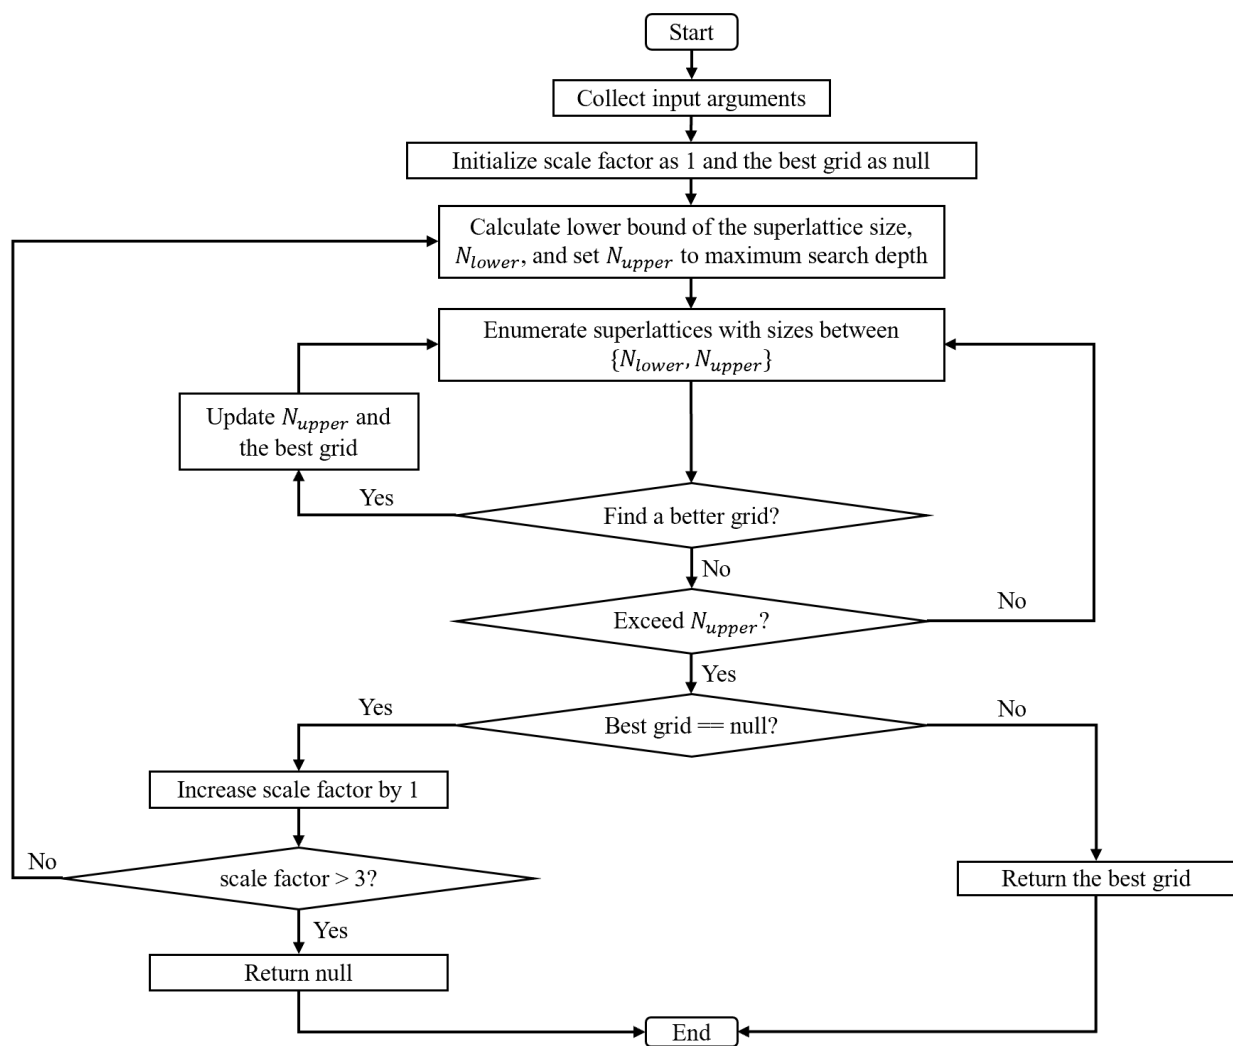 Start
Collect input arguments
Initialize scale factor as 1 and the best grid as null
Calculate lower bound of the superlattice size,
N_lower, and set N_upper to maximum search depth
Enumerate superlattices with sizes between
{N_lower, N_upper}
Update N_upper and
the best grid
Yes
Find a better grid?
No
Exceed N_upper?
No
Yes
Yes
Best grid == null?
No
Increase scale factor by 1
No
scale factor > 3?
Return the best grid
Yes
Return null
End